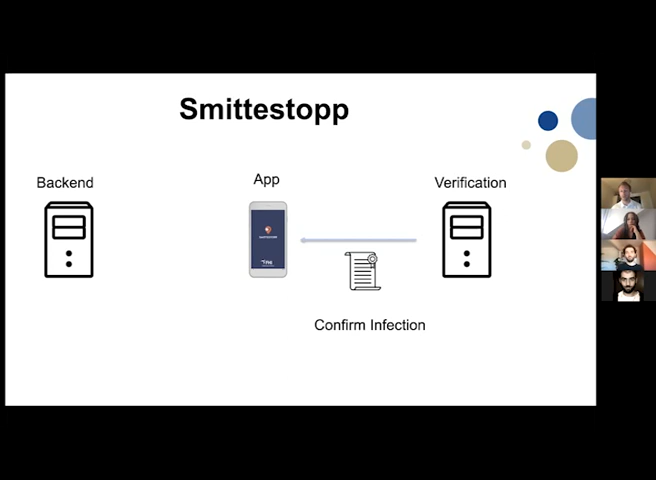 Smittestopp
Backend
App
Verification
Confirm Infection